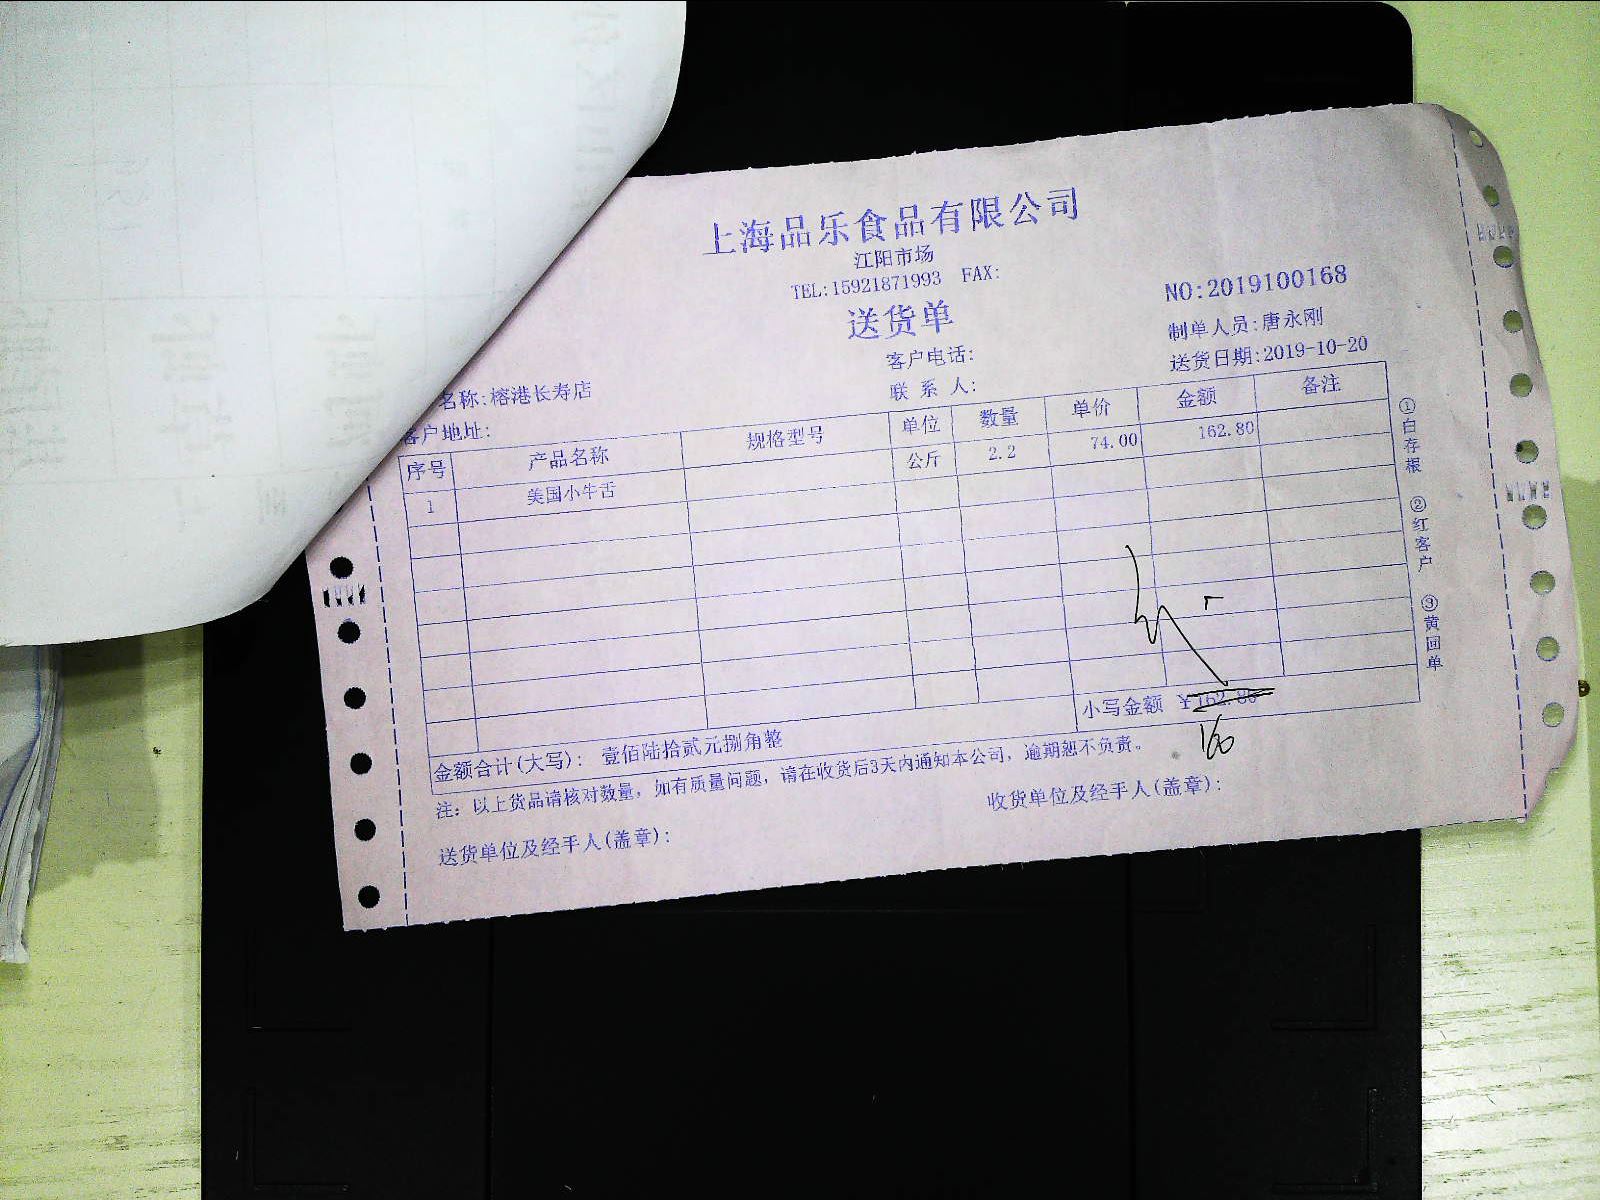 上海品乐食品有限公司
江阳市场
TEL:15921871993 FAX:
送货单
NO:2019100168
制单人员:唐永刚
送货日期:2019-10-20
客户电话:
联系人:
名称:榕港长寿店
客户地址:
序号 产品名称 规格型号 单位 数量 单价 金额 备注
1 美国小牛舌 公斤 2.2 74.00 162.80
小写金额 ¥162.80
160
金额合计(大写): 壹佰陆拾贰元捌角整
注: 以上货品请核对数量, 如有质量问题, 请在收货后3天内通知本公司, 逾期恕不负责。
送货单位及经手人(盖章):
收货单位及经手人(盖章):
①白存根 ②红客户 ③黄回单